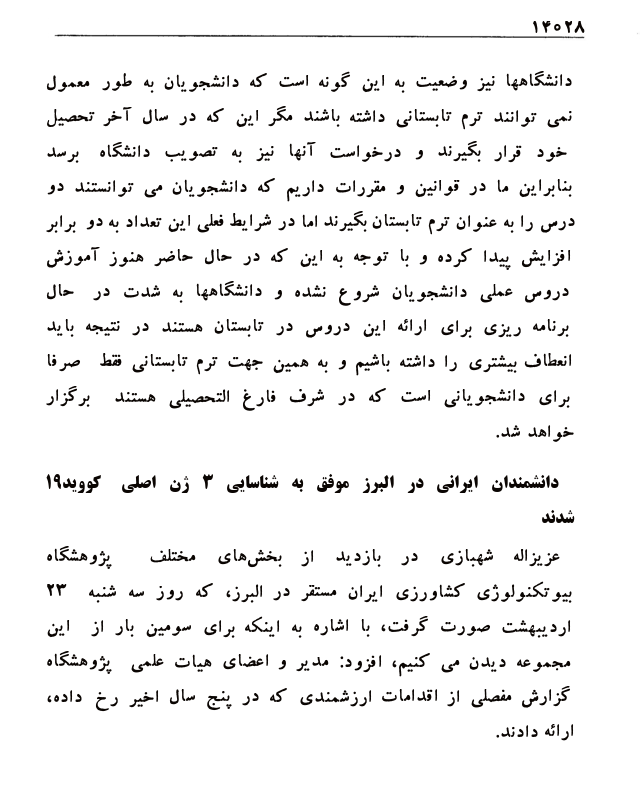 ۱۴۰۲۸
دانشگاهها نیز وضعیت به این گونه است که دانشجویان به طور معمول
نمی توانند ترم تابستانی داشته باشند مگر این که در سال آخر تحصیل
خود قرار بگیرند و درخواست آنها نیز به تصویب دانشگاه برسد
بنابراین ما در قوانین و مقررات داریم که دانشجویان می توانستند دو
درس را به عنوان ترم تابستان بگیرند اما در شرایط فعلی این تعداد به دو برابر
افزایش پیدا کرده و با توجه به این که در حال حاضر هنوز آموزش
دروس عملی دانشجویان شروع نشده و دانشگاهها به شدت در حال
برنامه ریزی برای ارائه این دروس در تابستان هستند در نتیجه باید
انعطاف بیشتری را داشته باشیم و به همین جهت ترم تابستانی فقط صرفا
برای دانشجویانی است که در شرف فارغ التحصیلی هستند برگزار
خواهد شد.
دانشمندان ایرانی در البرز موفق به شناسایی ۳ ژن اصلی کووید۱۹
شدند
عزیزاله شهبازی در بازدید از بخش‌های مختلف پژوهشگاه
بیوتکنولوژی کشاورزی ایران مستقر در البرز، که روز سه شنبه ۲۳
اردیبهشت صورت گرفت، با اشاره به اینکه برای سومین بار از این
مجموعه دیدن می کنیم، افزود: مدیر و اعضای هیات علمی پژوهشگاه
گزارش مفصلی از اقدامات ارزشمندی که در پنج سال اخیر رخ داده،
ارائه دادند.